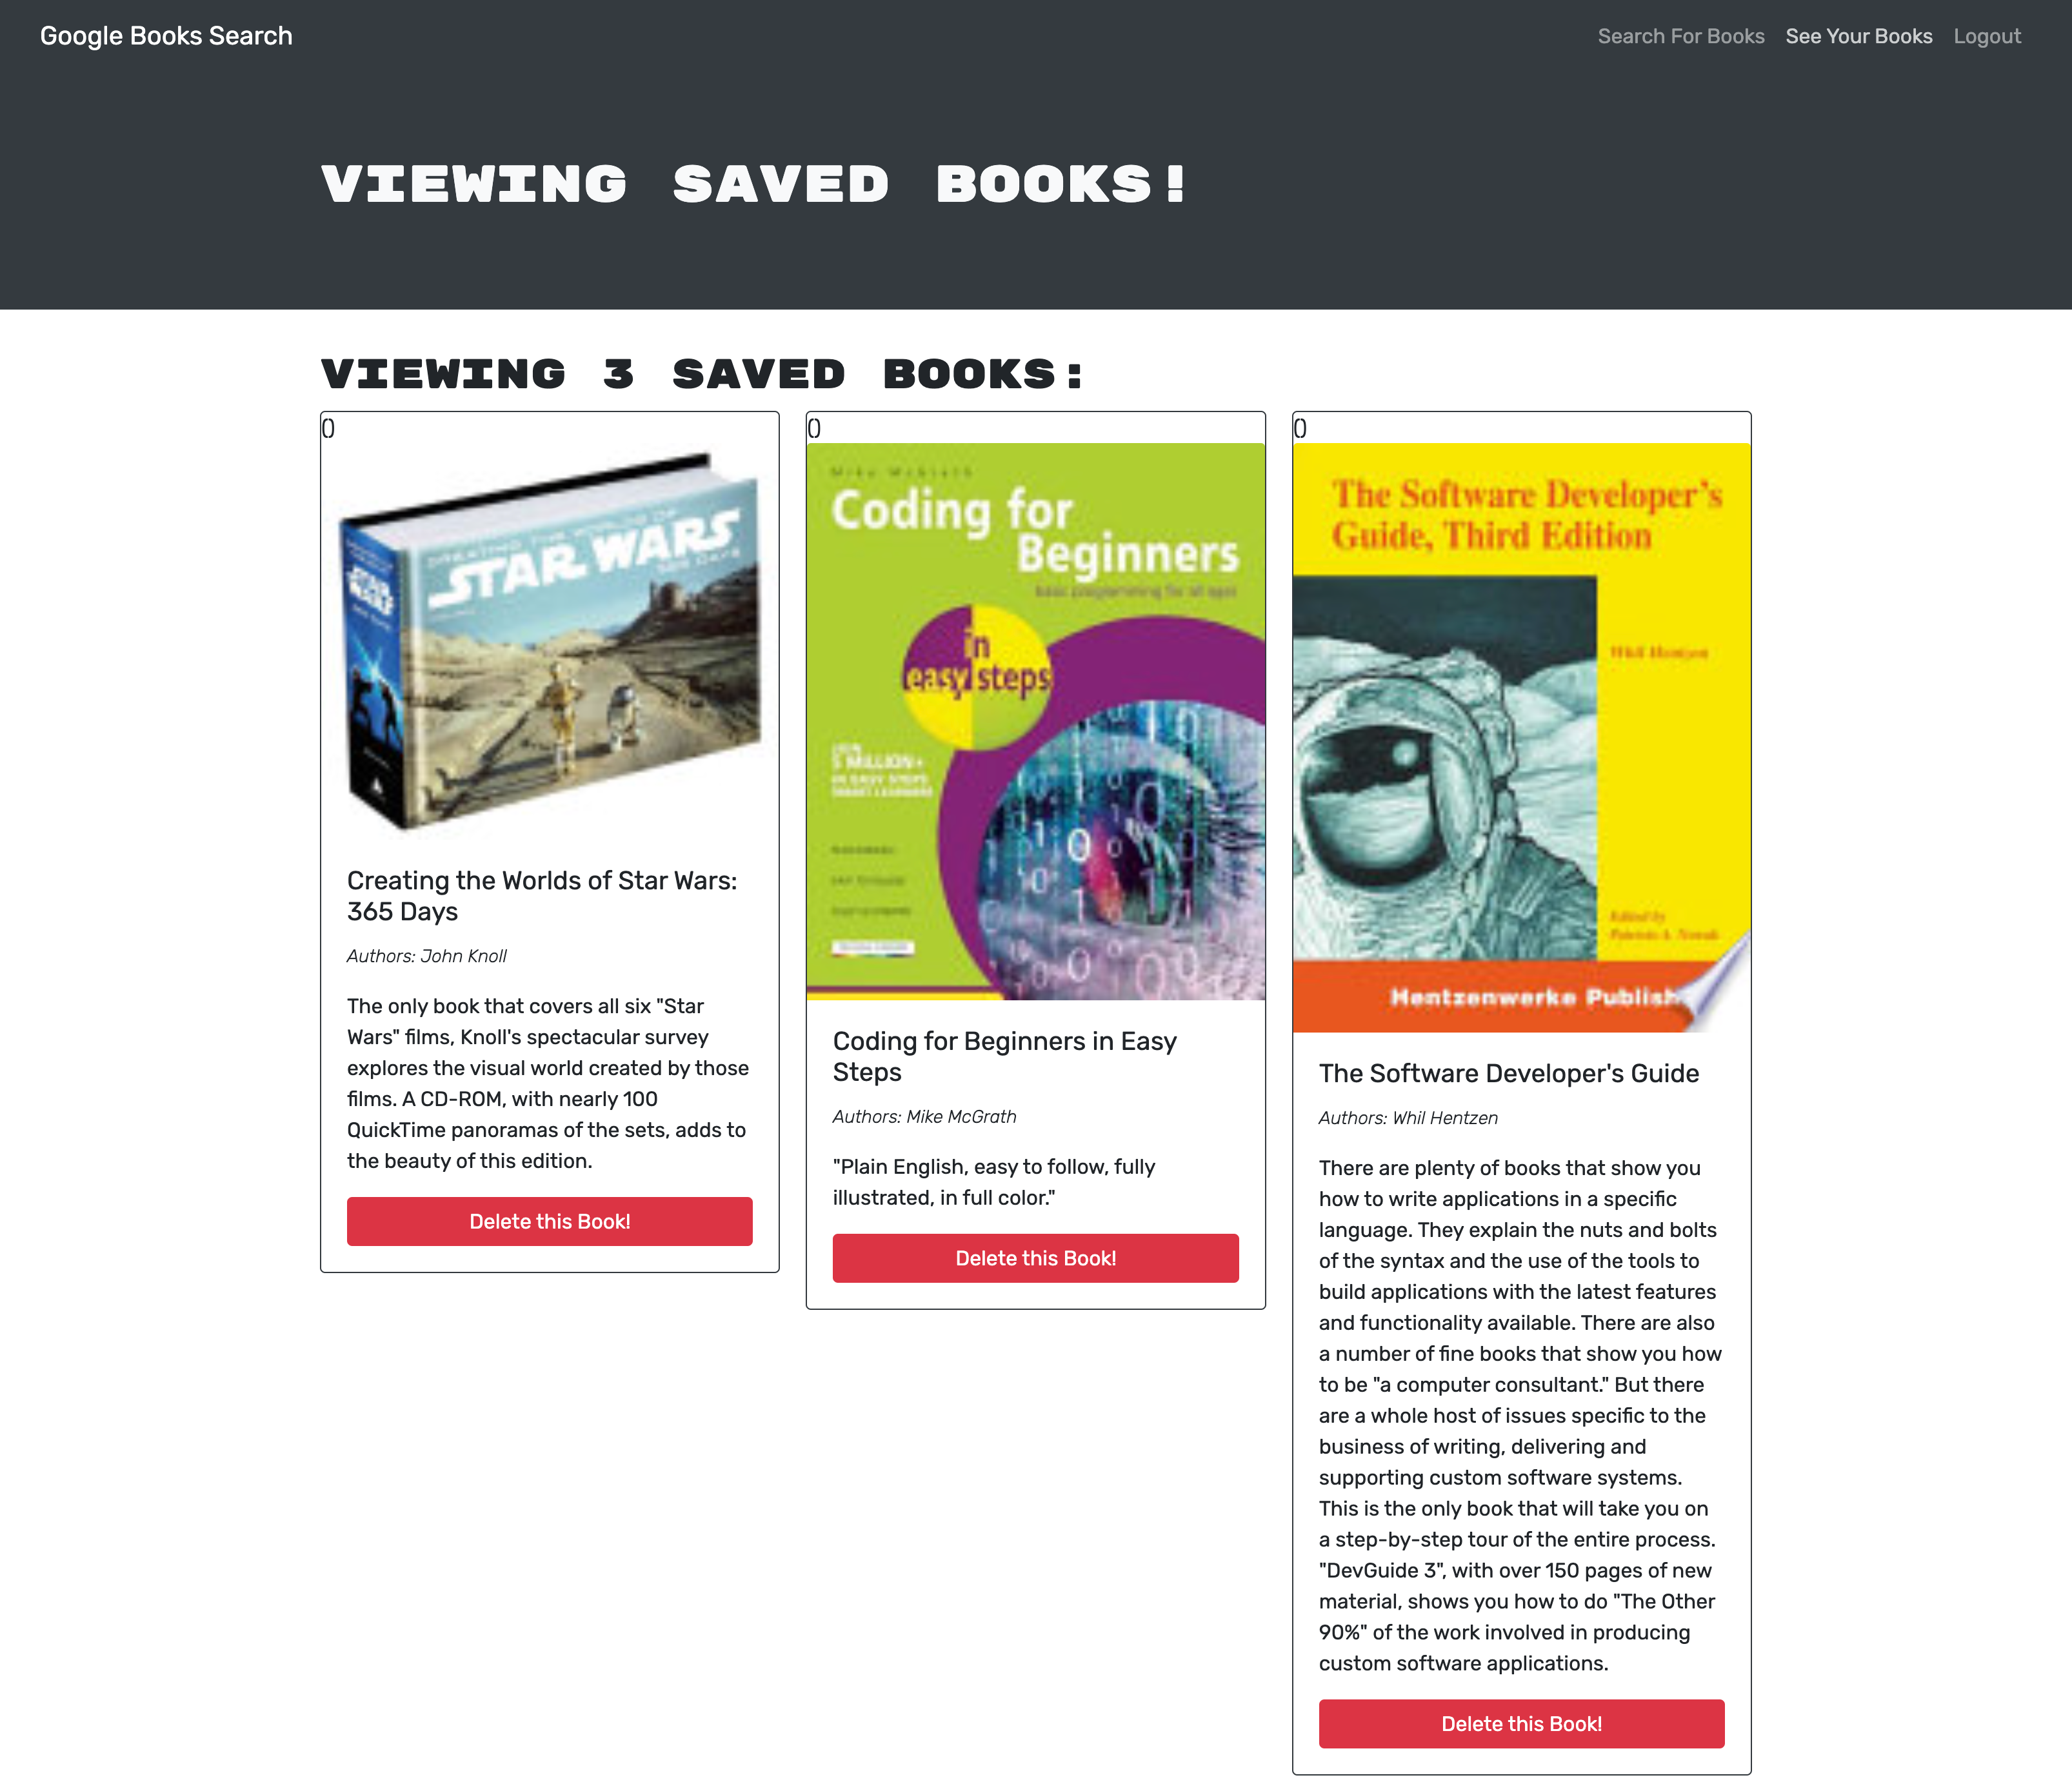 Google Books Search
Search For Books See Your Books Logout
VIEWING SAVED BOOKS!
VIEWING 3 SAVED BOOKS:
()
STAR WARS
STAR WARS
Creating the Worlds of Star Wars:
365 Days
Authors: John Knoll
The only book that covers all six "Star
Wars" films, Knoll's spectacular survey
explores the visual world created by those
films. A CD-ROM, with nearly 100
QuickTime panoramas of the sets, adds to
the beauty of this edition.
Delete this Book!
()
Mike McGrath
Coding for
Beginners
basic programming for all ages
in
easy steps
5 MILLION+
Coding for Beginners in Easy
Steps
Authors: Mike McGrath
"Plain English, easy to follow, fully
illustrated, in full color."
Delete this Book!
()
The Software Developer's
Guide, Third Edition
Whil Hentzen
Edited by
Patricia A. Nowak
Hentzenwerke Publish
The Software Developer's Guide
Authors: Whil Hentzen
There are plenty of books that show you
how to write applications in a specific
language. They explain the nuts and bolts
of the syntax and the use of the tools to
build applications with the latest features
and functionality available. There are also
a number of fine books that show you how
to be "a computer consultant." But there
are a whole host of issues specific to the
business of writing, delivering and
supporting custom software systems.
This is the only book that will take you on
a step-by-step tour of the entire process.
"DevGuide 3", with over 150 pages of new
material, shows you how to do "The Other
90%" of the work involved in producing
custom software applications.
Delete this Book!